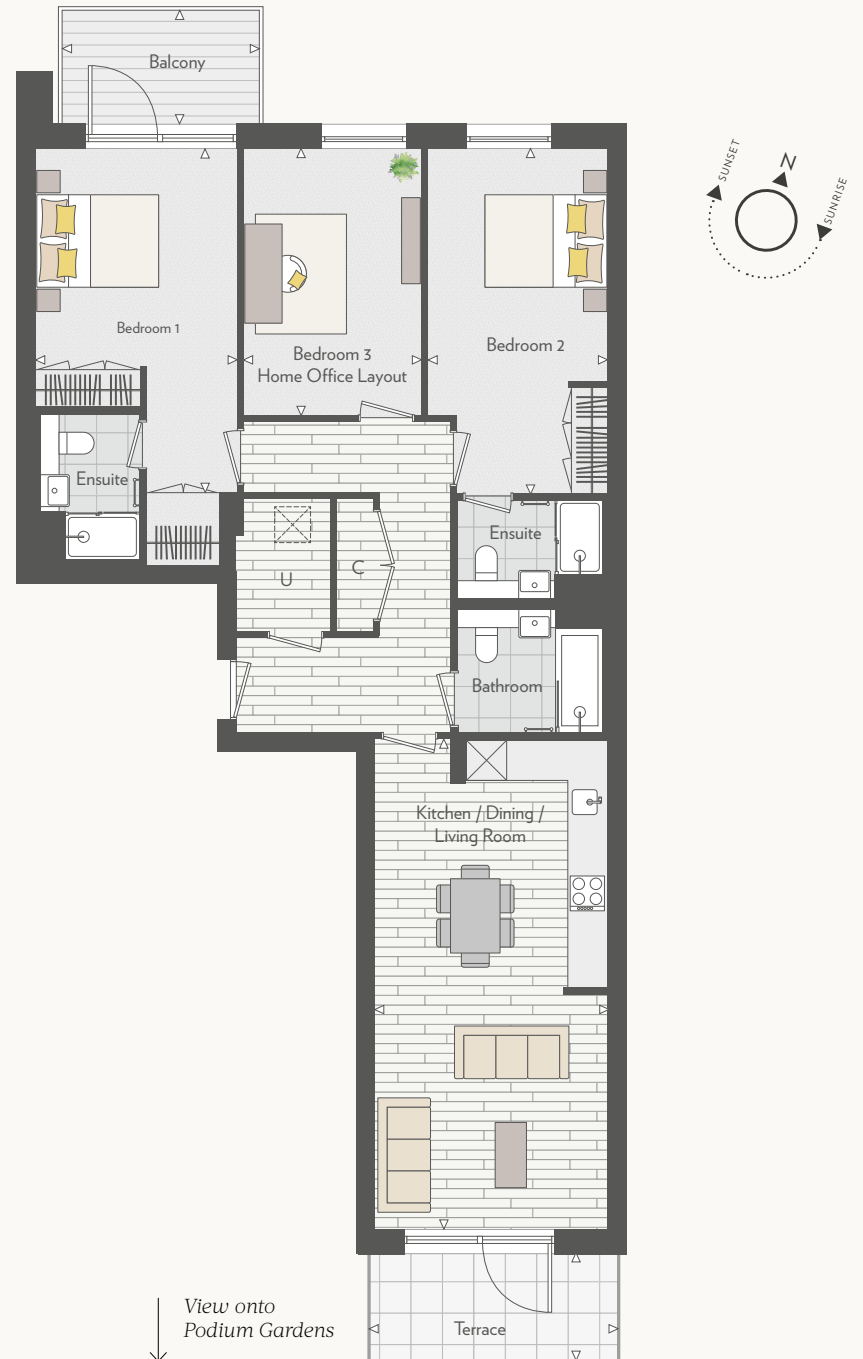 Balcony
N
SUNSET
SUNRISE
Bedroom 1
Bedroom 3
Home Office Layout
Bedroom 2
Ensuite
Ensuite
U
C
Bathroom
Kitchen / Dining /
Living Room
View onto
Podium Gardens
Terrace